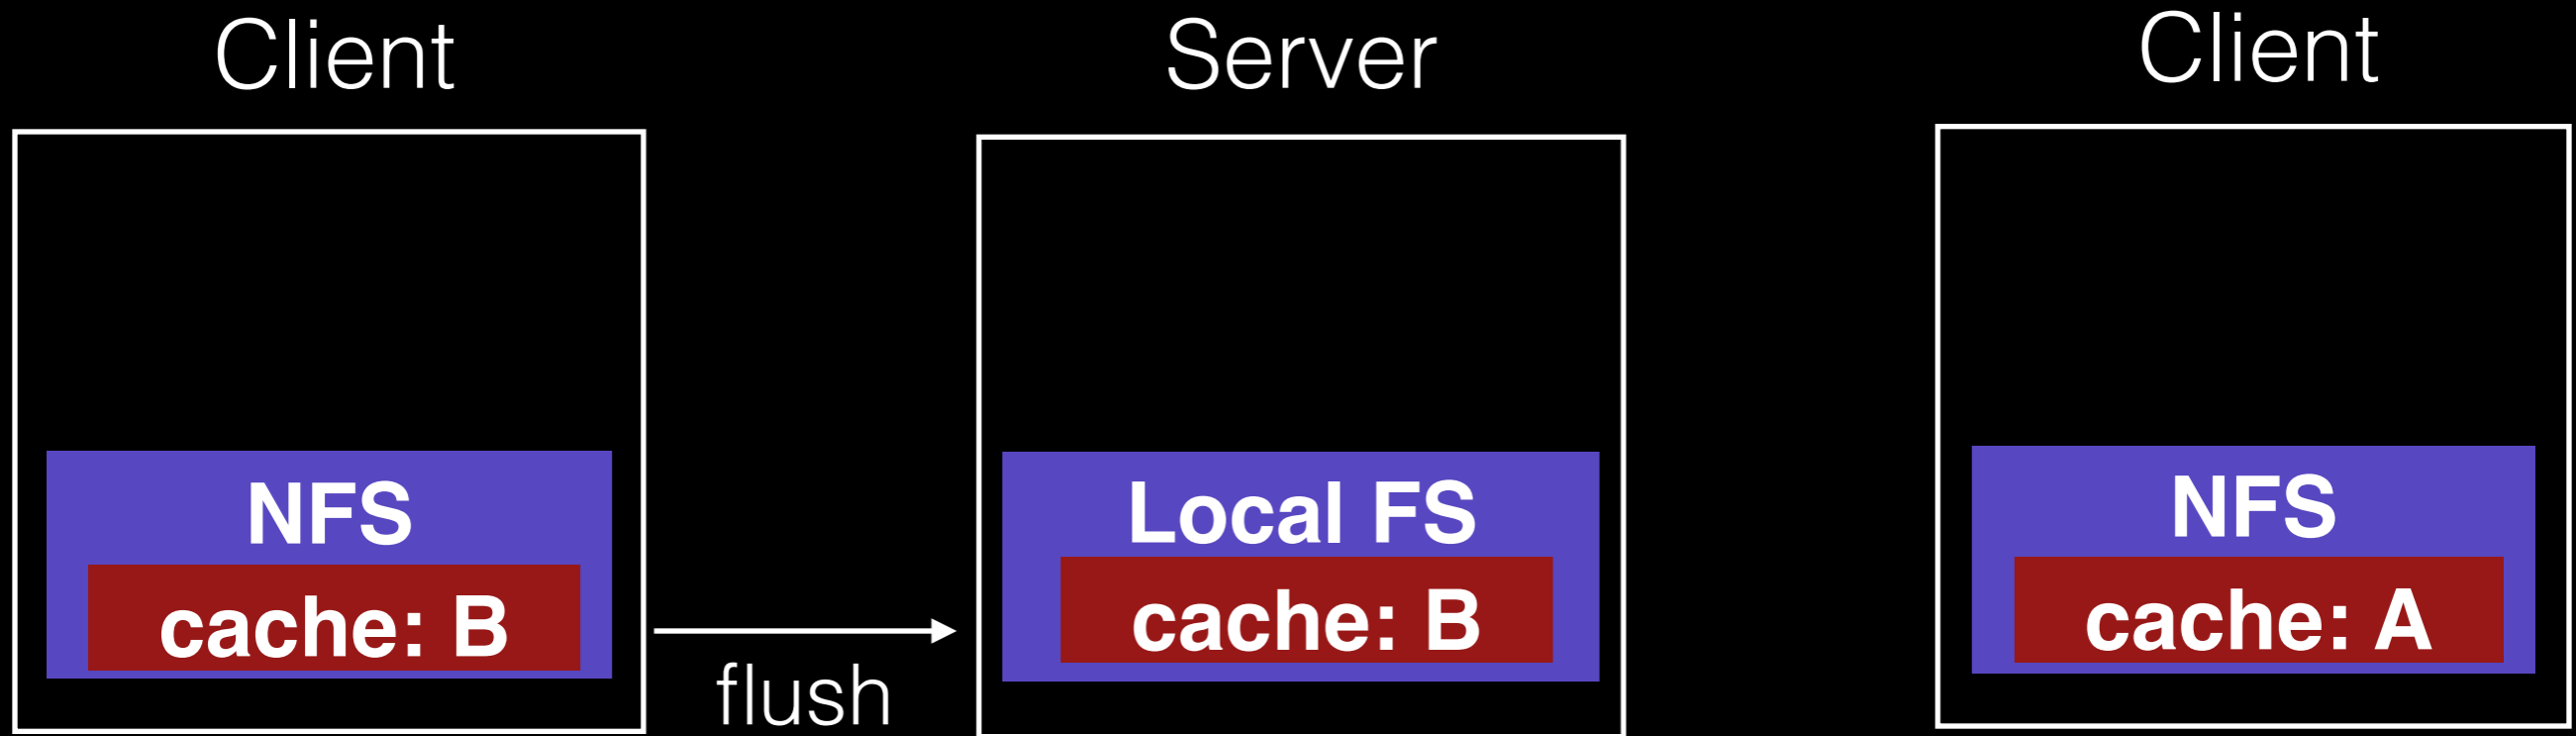 Client
NFS
cache: B
flush
Server
Local FS
cache: B
Client
NFS
cache: A